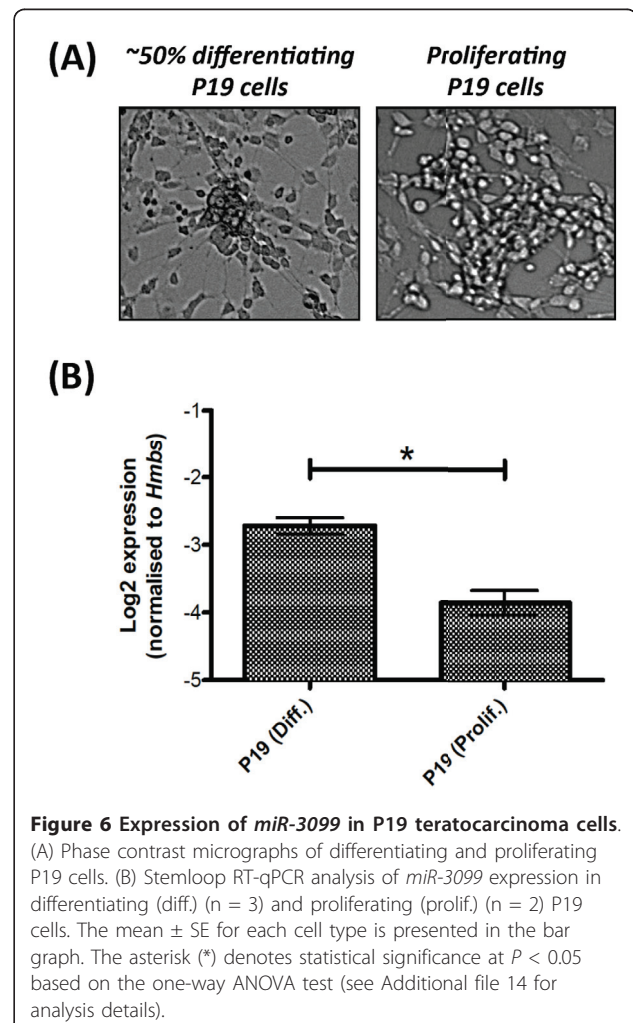 (A)
~50% differentiating
P19 cells
Proliferating
P19 cells
(B)
Log2 expression
(normalised to Hmbs)
-1
-2
-3
-4
-5
*
P19 (Diff.)
P19 (Prolif.)
Figure 6 Expression of miR-3099 in P19 teratocarcinoma cells.
(A) Phase contrast micrographs of differentiating and proliferating
P19 cells. (B) Stemloop RT-qPCR analysis of miR-3099 expression in
differentiating (diff.) (n = 3) and proliferating (prolif.) (n = 2) P19
cells. The mean ± SE for each cell type is presented in the bar
graph. The asterisk (*) denotes statistical significance at P < 0.05
based on the one-way ANOVA test (see Additional file 14 for
analysis details).